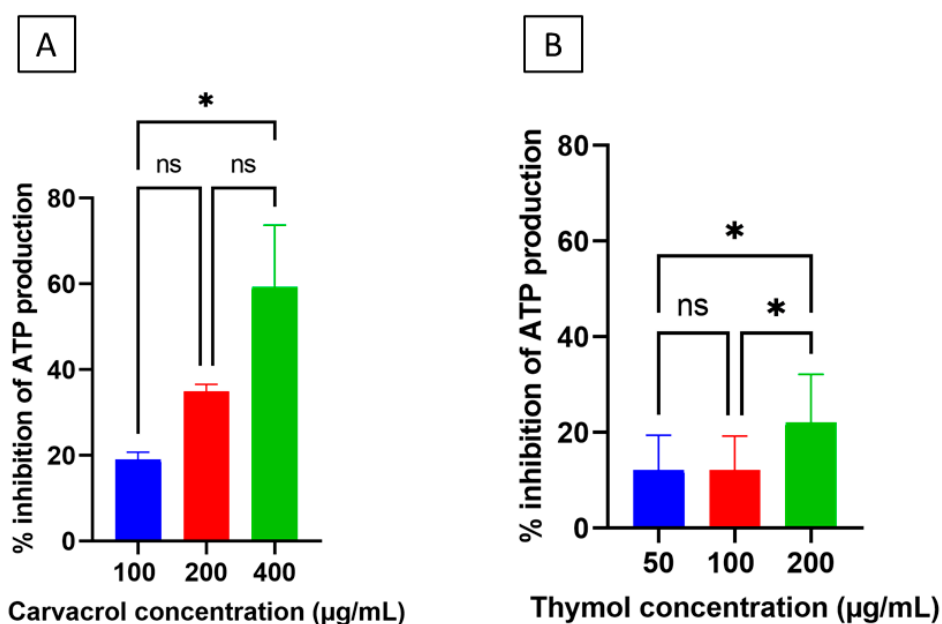 A
% inhibition of ATP production
80
60
40
20
0
*
ns
ns
100 200 400
Carvacrol concentration (µg/mL)
B
% inhibition of ATP production
80
60
40
20
0
*
ns
*
50 100 200
Thymol concentration (µg/mL)